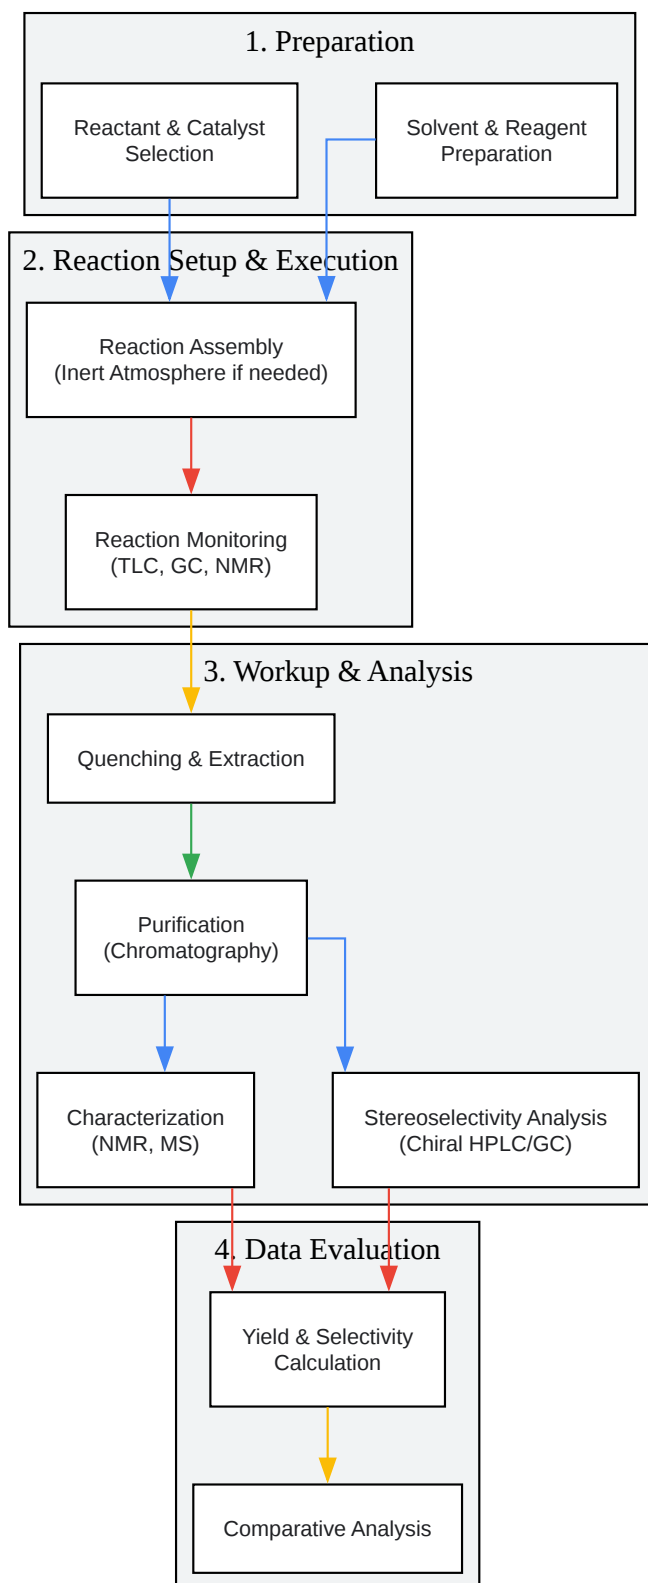 1. Preparation
Reactant & Catalyst
Selection
Solvent & Reagent
Preparation
2. Reaction Setup & Execution
Reaction Assembly
(Inert Atmosphere if needed)
Reaction Monitoring
(TLC, GC, NMR)
3. Workup & Analysis
Quenching & Extraction
Purification
(Chromatography)
Characterization
(NMR, MS)
Stereoselectivity Analysis
(Chiral HPLC/GC)
4. Data Evaluation
Yield & Selectivity
Calculation
Comparative Analysis